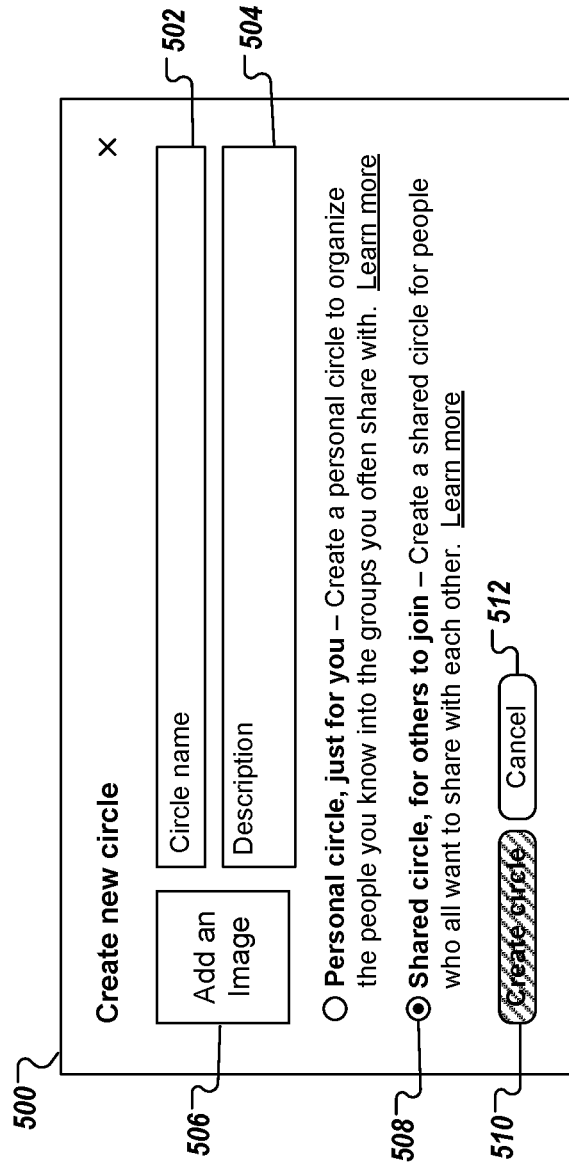 500
Create new circle
×
506
Add an
Image
Circle name
502
Description
504
Personal circle, just for you – Create a personal circle to organize
the people you know into the groups you often share with. Learn more
508
Shared circle, for others to join – Create a shared circle for people
who all want to share with each other. Learn more
510
Create circle
Cancel
512